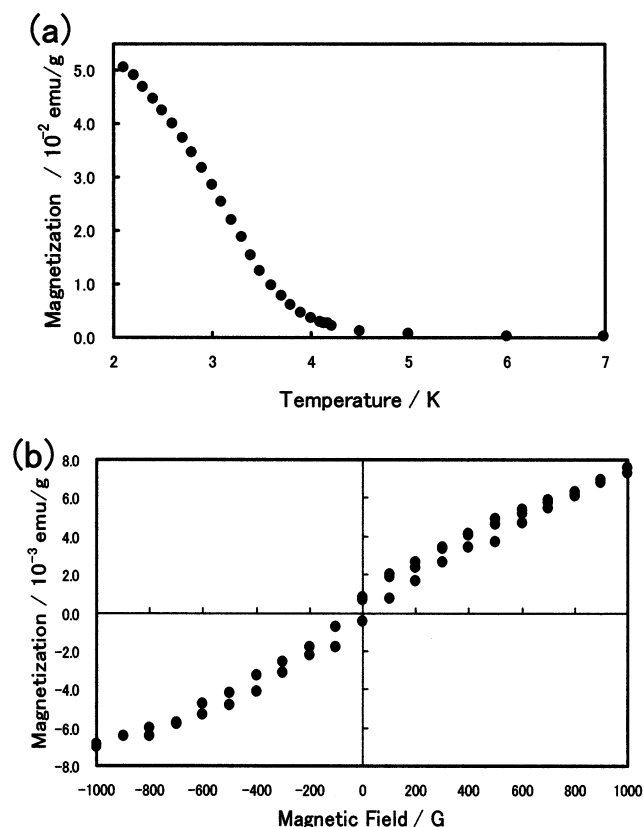 (a)
Magnetization / 10⁻² emu/g
5.0
4.0
3.0
2.0
1.0
0.0
2 3 4 5 6 7
Temperature / K
(b)
Magnetization / 10⁻³ emu/g
8.0
6.0
4.0
2.0
0.0
-2.0
-4.0
-6.0
-8.0
-1000 -800 -600 -400 -200 0 200 400 600 800 1000
Magnetic Field / G